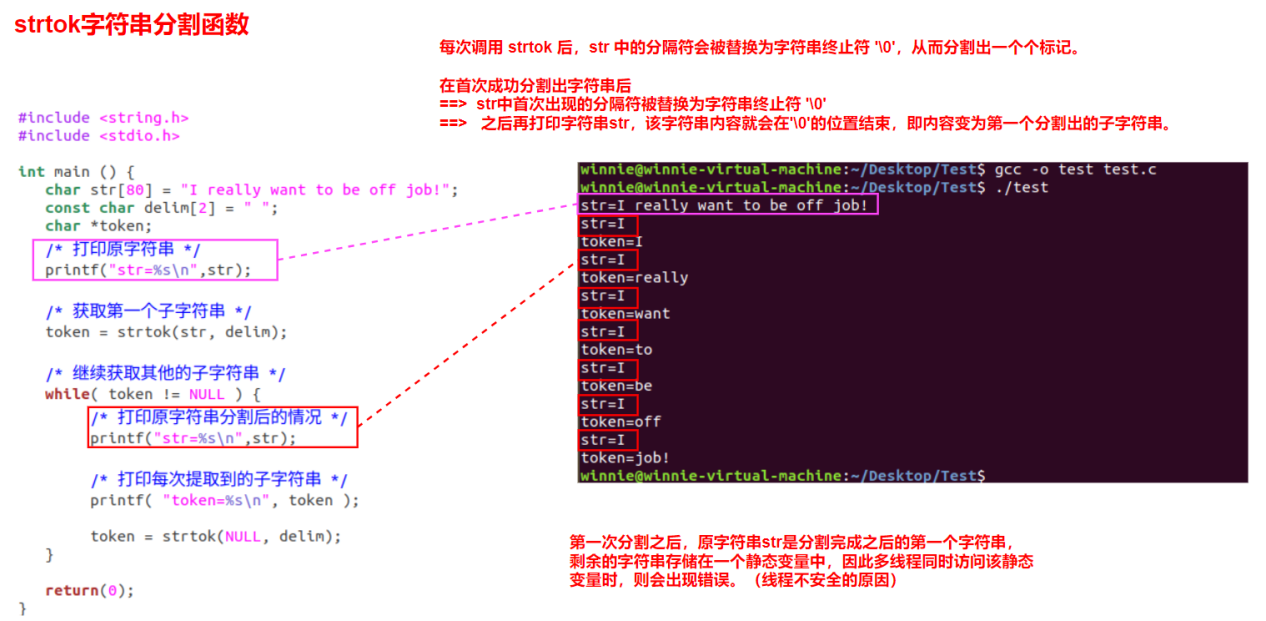 strtok字符串分割函数
每次调用 strtok 后，str 中的分隔符会被替换为字符串终止符 '\0'，从而分割出一个个标记。
在首次成功分割出字符串后
==> str中首次出现的分隔符被替换为字符串终止符 '\0'
==> 之后再打印字符串str，该字符串内容就会在'\0'的位置结束，即内容变为第一个分割出的子字符串。
#include <string.h>
#include <stdio.h>
int main () {
char str[80] = "I really want to be off job!";
const char delim[2] = " ";
char *token;
/* 打印原字符串 */
printf("str=%s\n",str);
/* 获取第一个子字符串 */
token = strtok(str, delim);
/* 继续获取其他的子字符串 */
while( token != NULL ) {
/* 打印原字符串分割后的情况 */
printf("str=%s\n",str);
/* 打印每次提取到的子字符串 */
printf( "token=%s\n", token );
token = strtok(NULL, delim);
}
return(0);
}
winnie@winnie-virtual-machine:~/Desktop/Test$ gcc -o test test.c
winnie@winnie-virtual-machine:~/Desktop/Test$ ./test
str=I really want to be off job!
str=I
token=I
str=I
token=really
str=I
token=want
str=I
token=to
str=I
token=be
str=I
token=off
str=I
token=job!
winnie@winnie-virtual-machine:~/Desktop/Test$
第一次分割之后，原字符串str是分割完成之后的第一个字符串，
剩余的字符串存储在一个静态变量中，因此多线程同时访问该静态
变量时，则会出现错误。（线程不安全的原因）